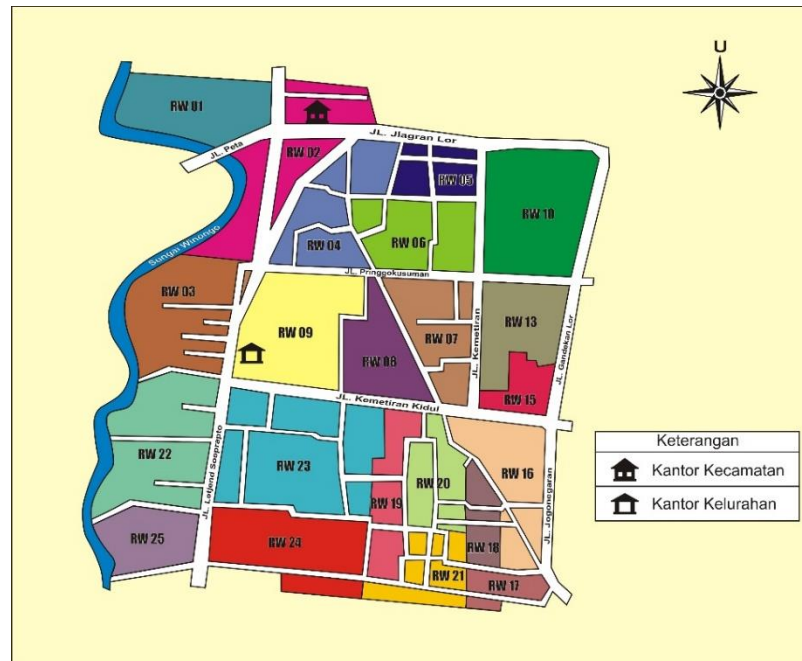 U
RW 01
JL. Jlagran Lor
JL. Peta
RW 02
RW 05
RW 10
Sungai Winongo
RW 04
RW 06
JL. Pringgokusuman
RW 03
RW 09
RW 08
RW 07
JL. Kemetiran
RW 13
JL. Gandekan Lor
RW 15
JL. Kemetiran Kidul
RW 22
JL. Letjend Soeprapto
RW 23
RW 19
RW 20
RW 16
JL. Jogonegaran
RW 25
RW 24
RW 18
RW 21
RW 17
Keterangan
Kantor Kecamatan
Kantor Kelurahan